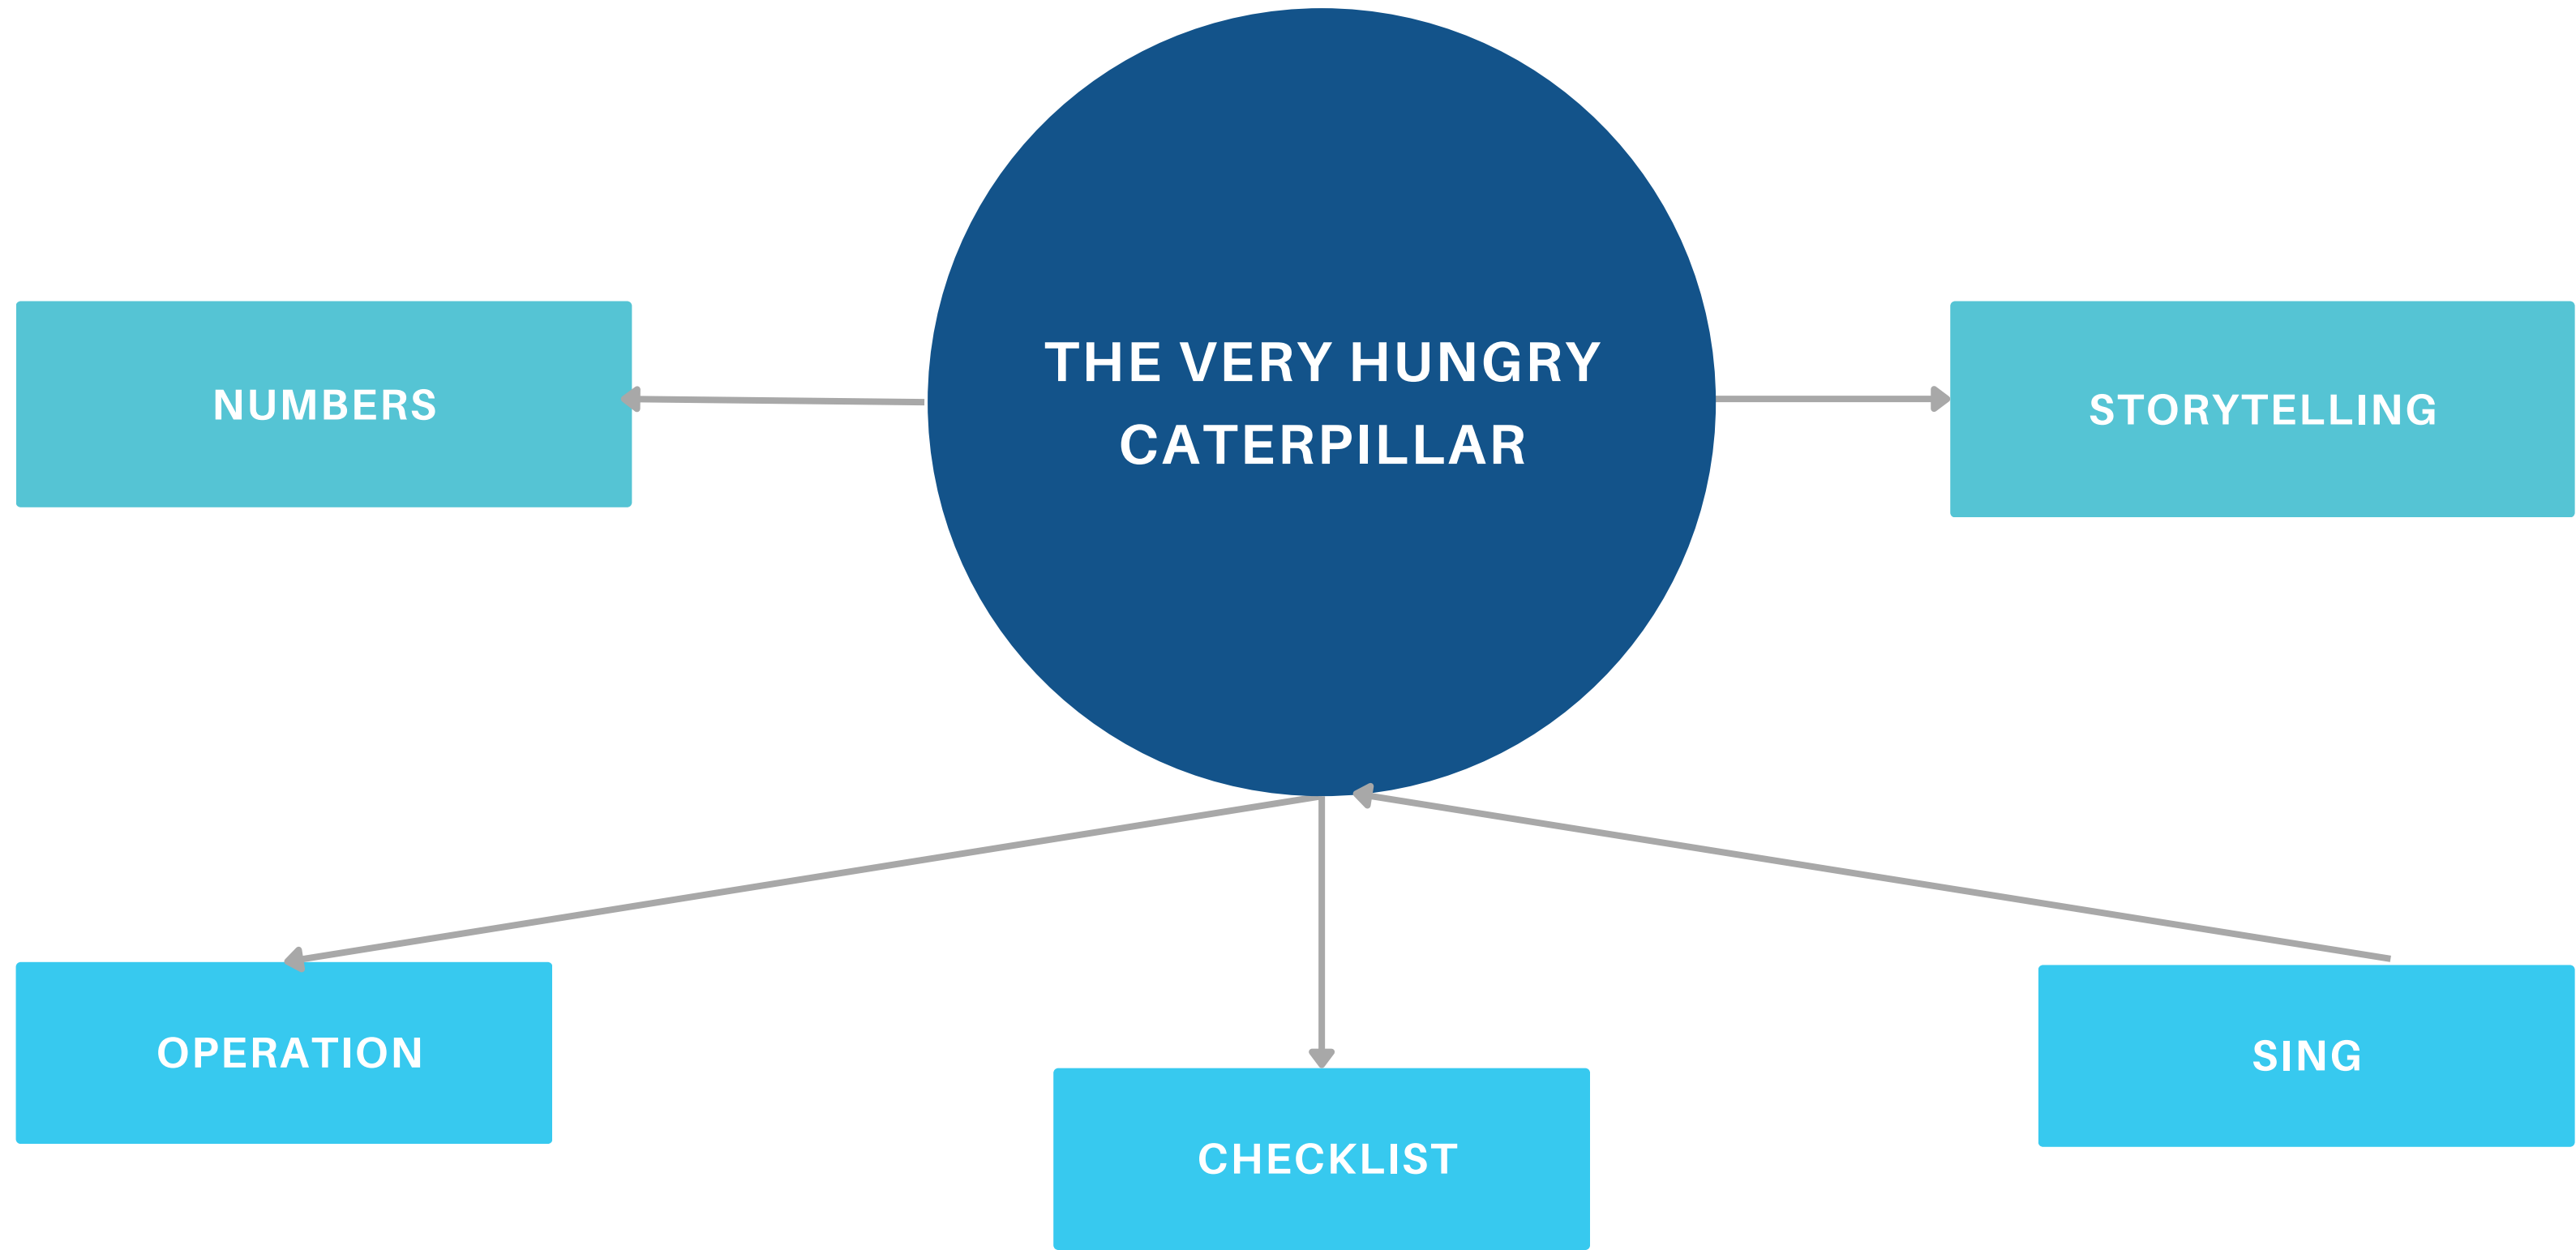 THE VERY HUNGRY
CATERPILLAR
NUMBERS
STORYTELLING
OPERATION
CHECKLIST
SING